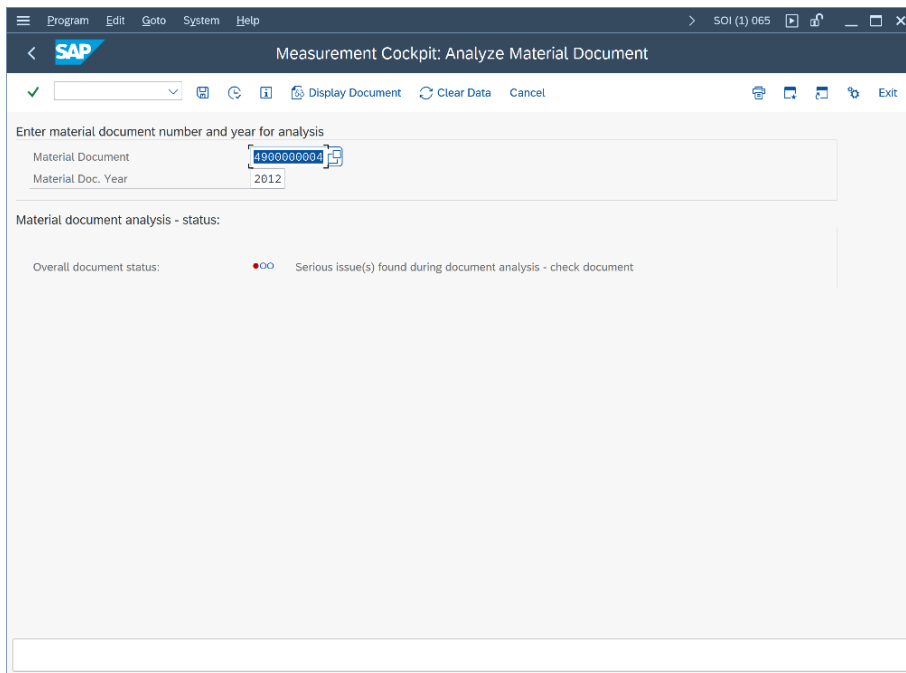 Program Edit Goto System Help SOI (1) 065
SAP Measurement Cockpit: Analyze Material Document
Display Document Clear Data Cancel Exit
Enter material document number and year for analysis
Material Document 4900000004
Material Doc. Year 2012
Material document analysis - status:
Overall document status: Serious issue(s) found during document analysis - check document